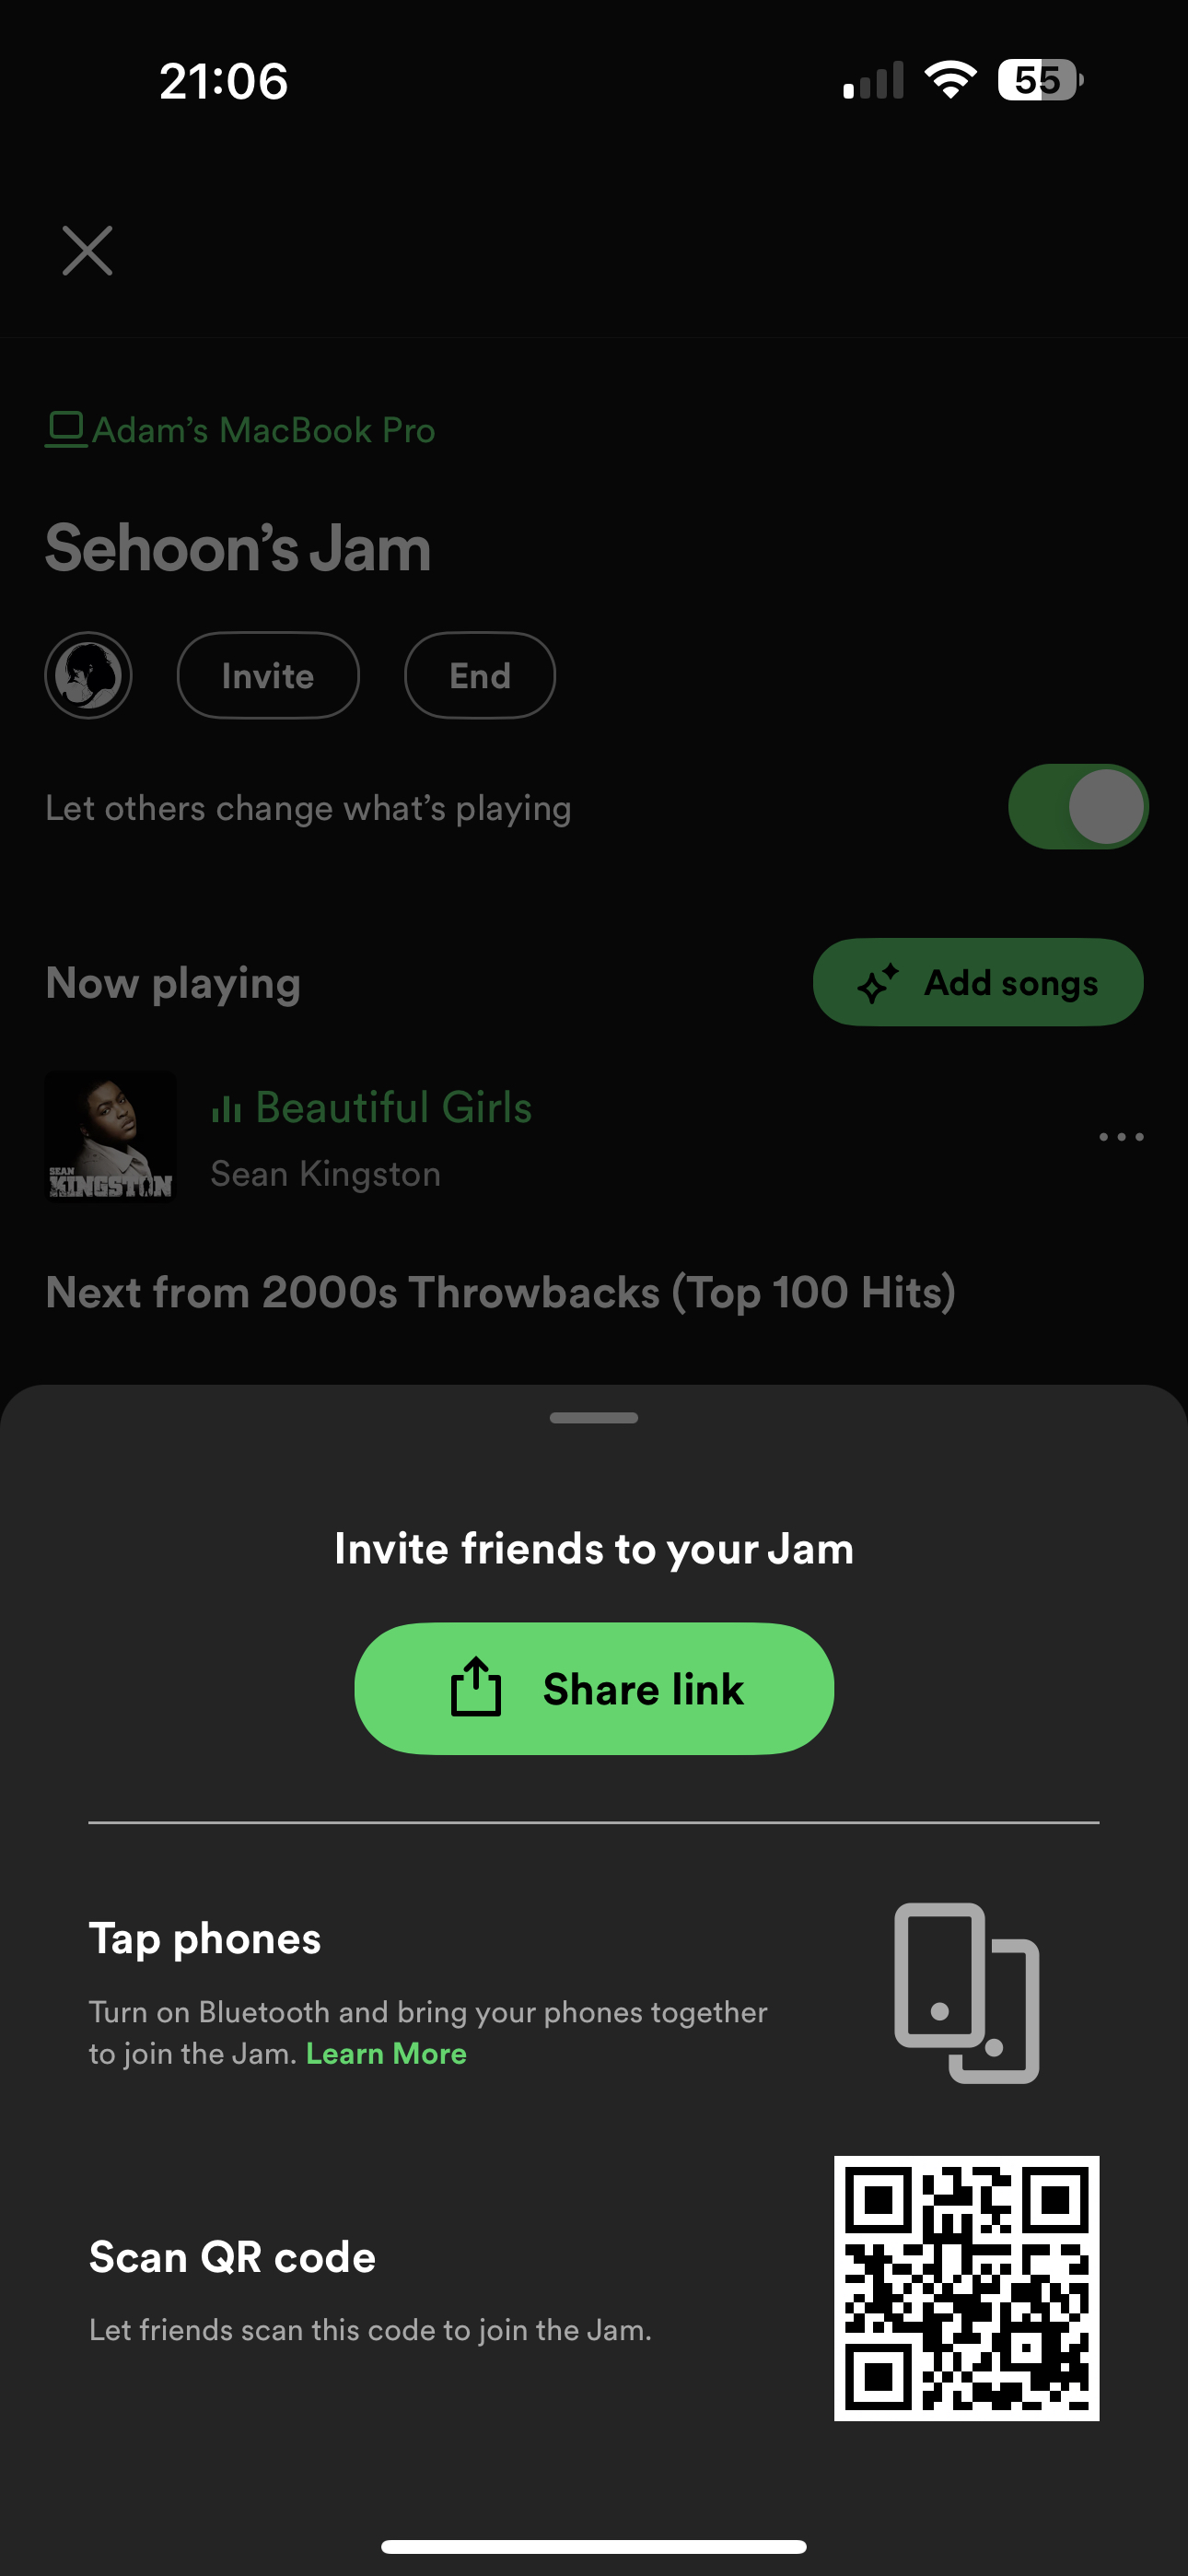 21:06
55
Adam’s MacBook Pro
Sehoon’s Jam
Invite
End
Let others change what’s playing
Now playing
Add songs
SEAN
KINGSTON
Beautiful Girls
Sean Kingston
Next from 2000s Throwbacks (Top 100 Hits)
Invite friends to your Jam
Share link
Tap phones
Turn on Bluetooth and bring your phones together
to join the Jam. Learn More
Scan QR code
Let friends scan this code to join the Jam.